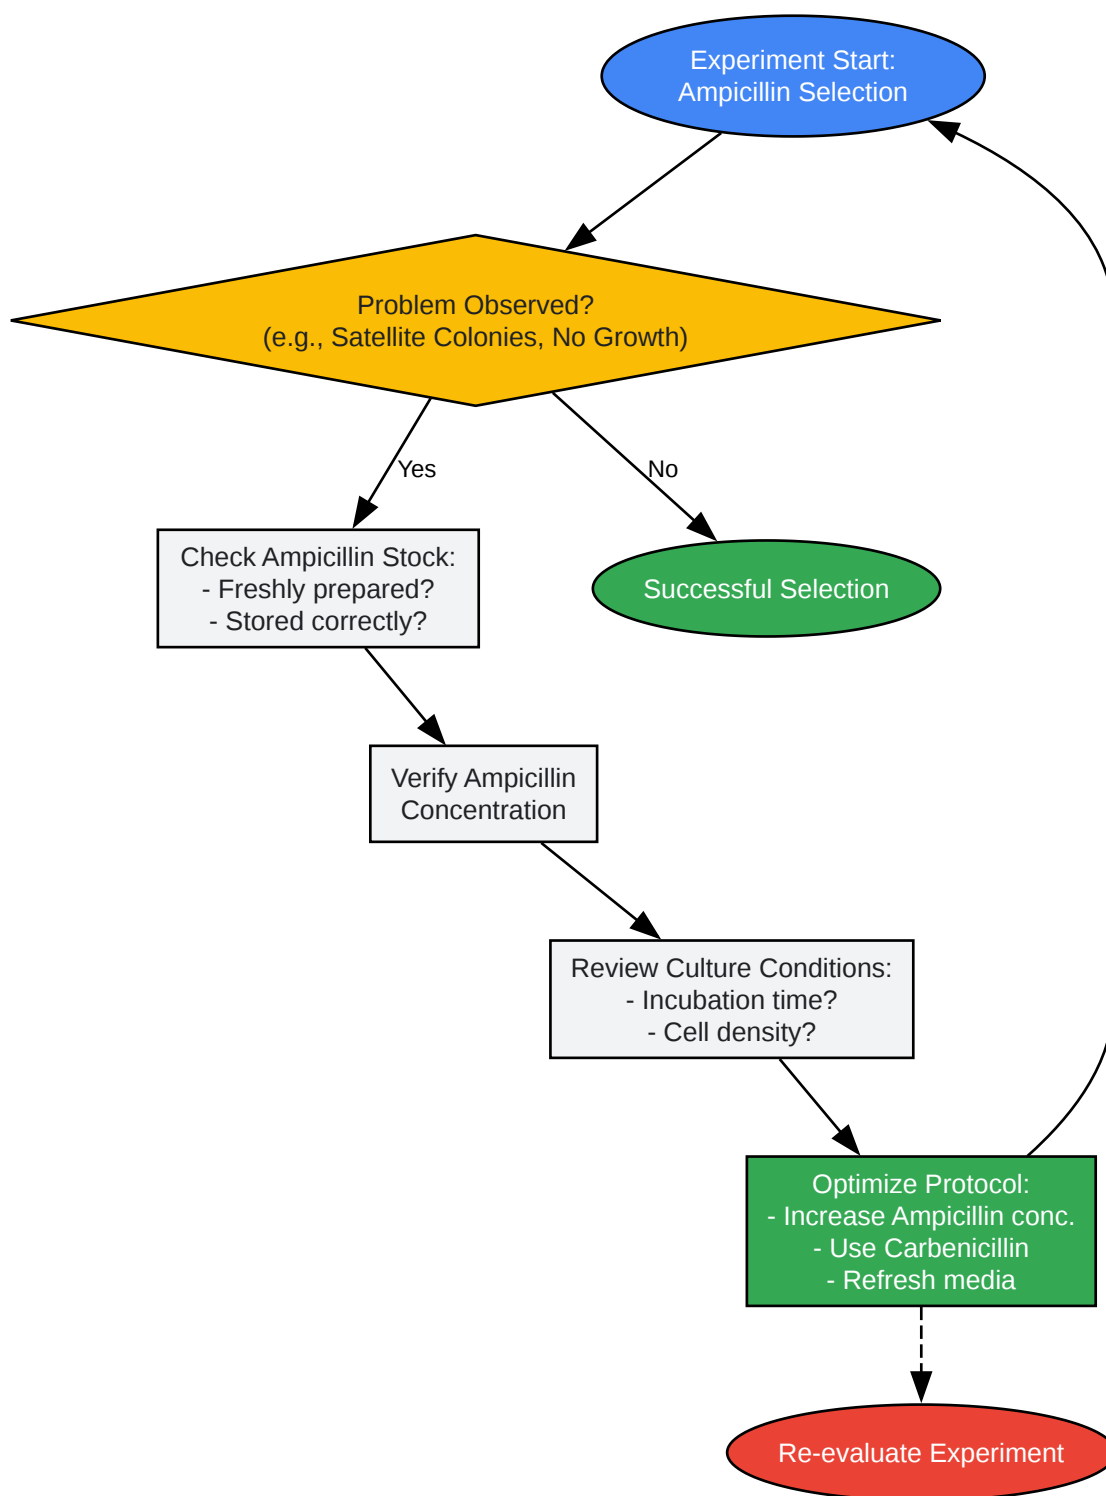 Experiment Start:
Ampicillin Selection
Problem Observed?
(e.g., Satellite Colonies, No Growth)
Yes
No
Check Ampicillin Stock:
- Freshly prepared?
- Stored correctly?
Successful Selection
Verify Ampicillin
Concentration
Review Culture Conditions:
- Incubation time?
- Cell density?
Optimize Protocol:
- Increase Ampicillin conc.
- Use Carbenicillin
- Refresh media
Re-evaluate Experiment